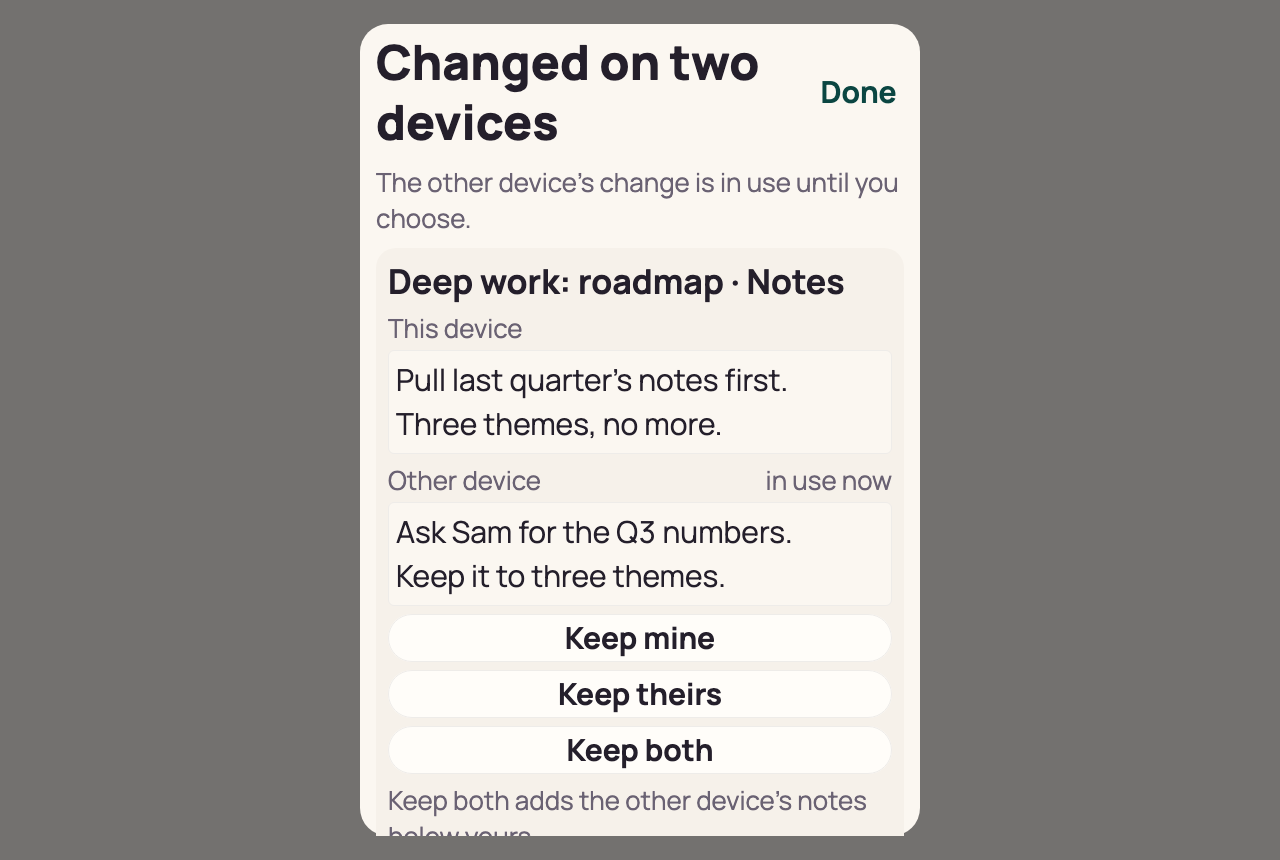 Changed on two
devices
Done
The other device’s change is in use until you
choose.
Deep work: roadmap · Notes
This device
Pull last quarter’s notes first.
Three themes, no more.
Other device
in use now
Ask Sam for the Q3 numbers.
Keep it to three themes.
Keep mine
Keep theirs
Keep both
Keep both adds the other device’s notes
below yours.